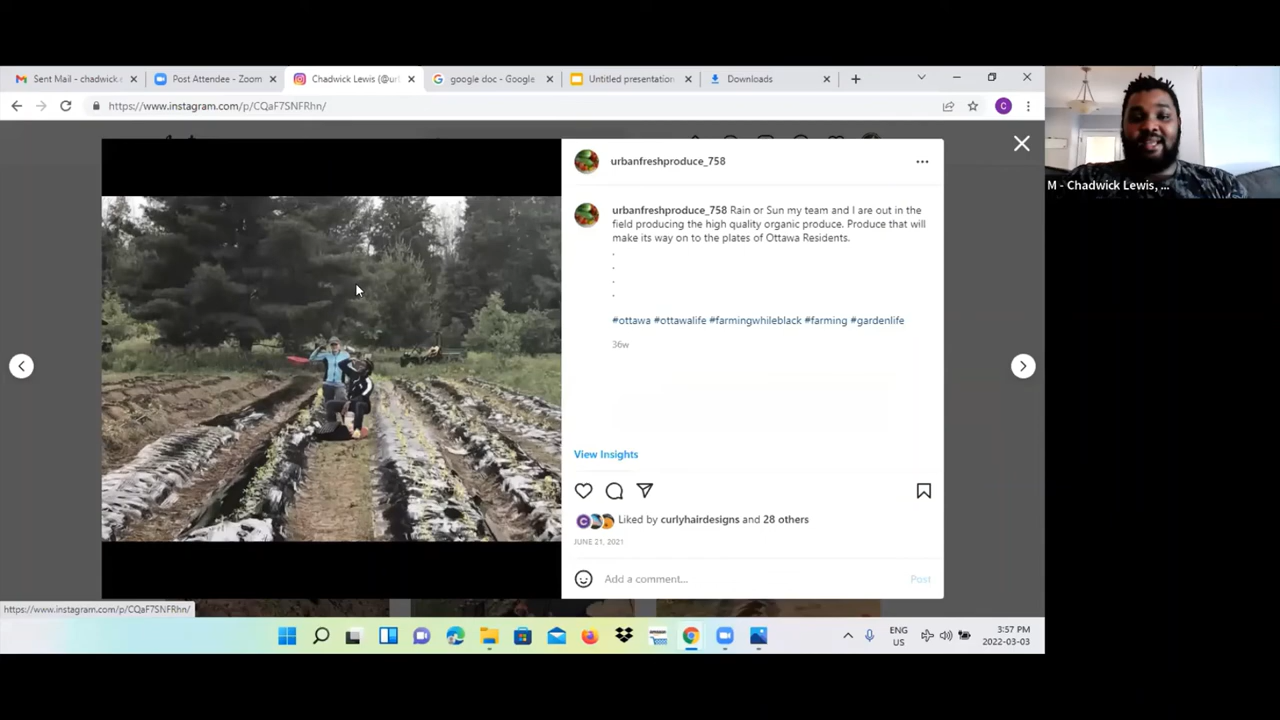 Sent Mail - chadwick
Post Attendee - Zoom
Chadwick Lewis (@url
google doc - Google
Untitled presentation
Downloads
https://www.instagram.com/p/CQaF7SNFRhn/
C
M - Chadwick Lewis, ...
urbanfreshproduce_758
urbanfreshproduce_758 Rain or Sun my team and I are out in the
field producing the high quality organic produce. Produce that will
make its way on to the plates of Ottawa Residents.
.
.
.
.
#ottawa #ottawalife #farmingwhileblack #farming #gardenlife
36w
View Insights
C
Liked by curlyhairdesigns and 28 others
JUNE 21, 2021
Add a comment... Post
https://www.instagram.com/p/CQaF7SNFRhn/
ENG
US
3:57 PM
2022-03-03